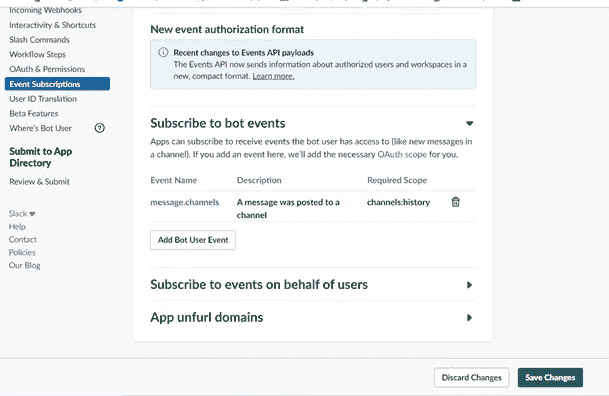 Incoming Webhooks
Interactivity & Shortcuts
Slash Commands
Workflow Steps
OAuth & Permissions
Event Subscriptions
User ID Translation
Beta Features
Where's Bot User
Submit to App
Directory
Review & Submit
Slack
Help
Contact
Policies
Our Blog
New event authorization format
Recent changes to Events API payloads
The Events API now sends information about authorized users and workspaces in a
new, compact format. Learn more.
Subscribe to bot events
Apps can subscribe to receive events the bot user has access to (like new messages in
a channel). If you add an event here, we'll add the necessary OAuth scope for you.
Event Name Description Required Scope
message.channels A message was posted to a channels:history
channel
Add Bot User Event
Subscribe to events on behalf of users
App unfurl domains
Discard Changes Save Changes